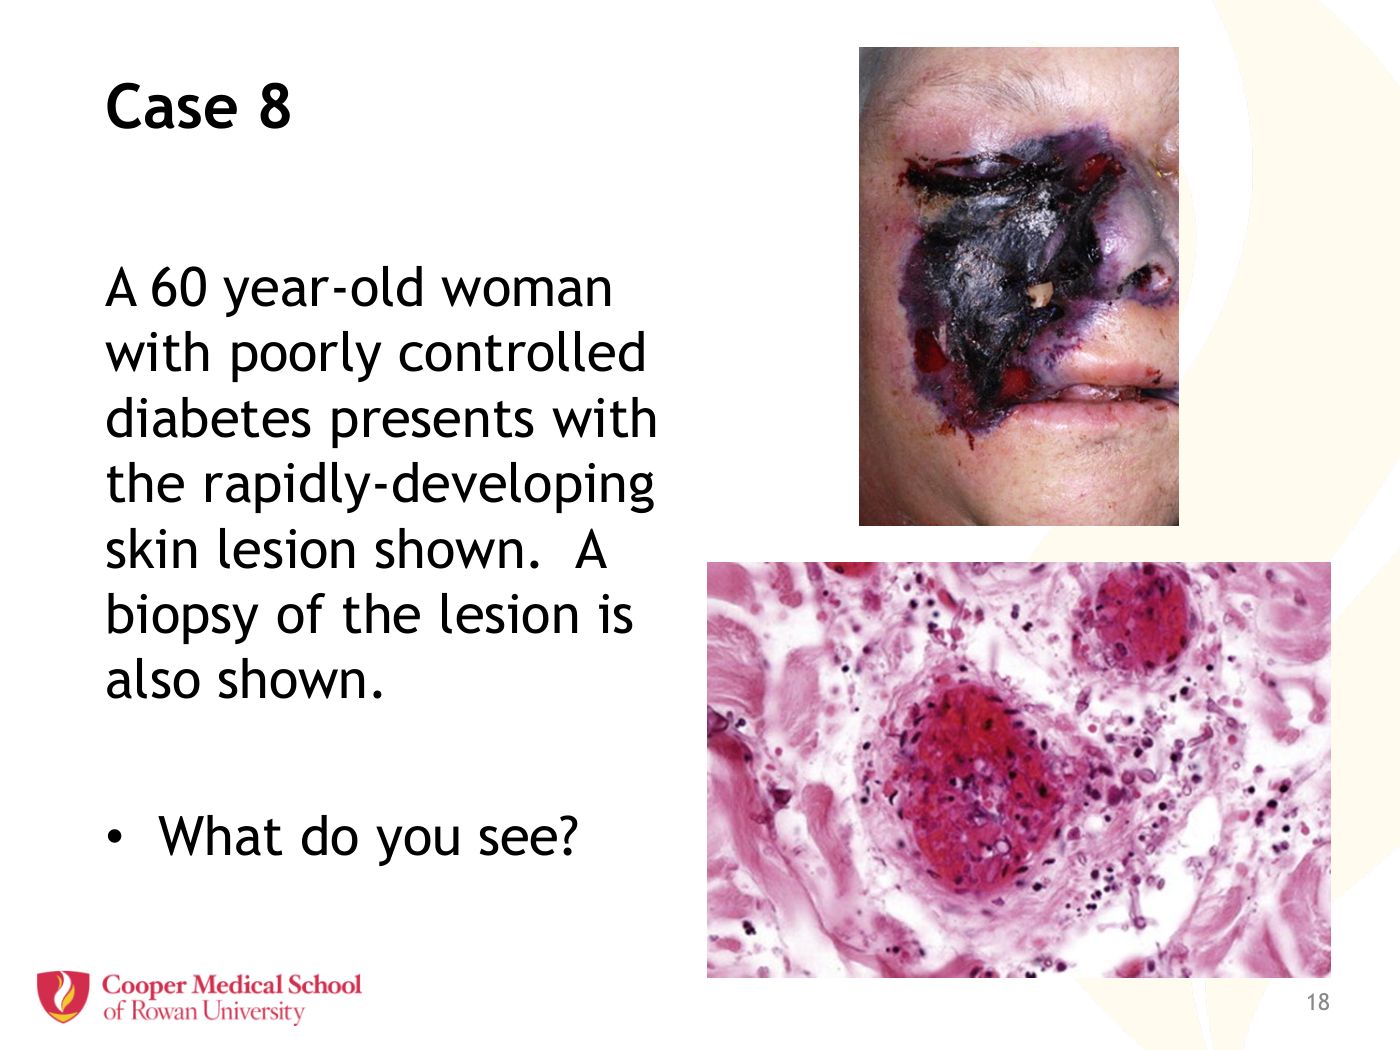 Case 8
A 60 year-old woman
with poorly controlled
diabetes presents with
the rapidly-developing
skin lesion shown.  A
biopsy of the lesion is
also shown.
• What do you see?
Cooper Medical School
of Rowan University
18